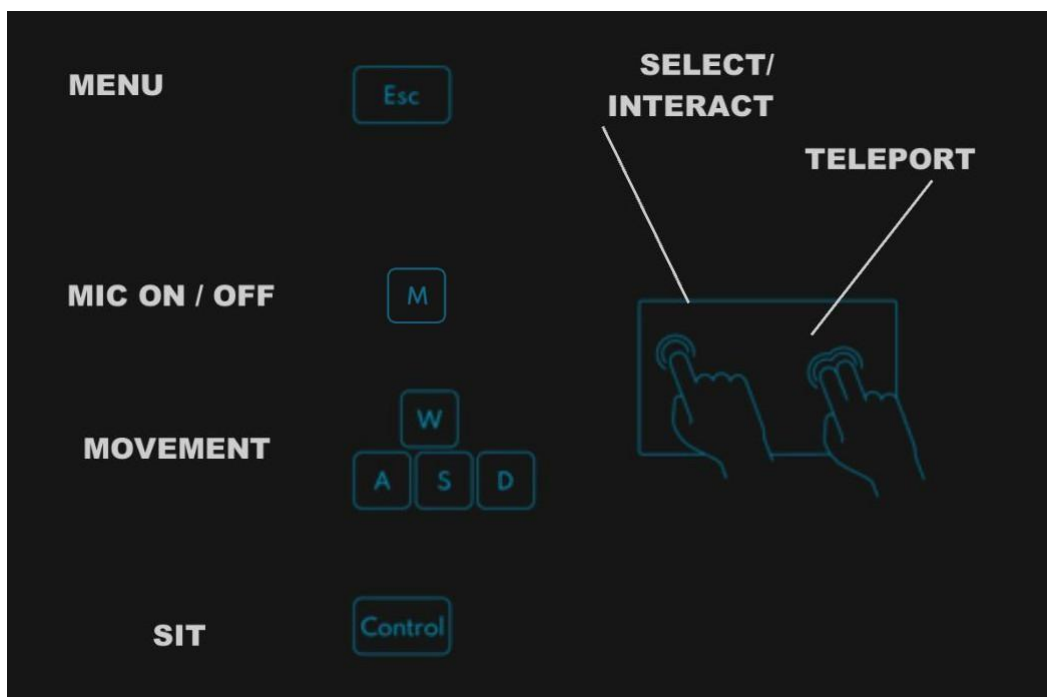 MENU
Esc
SELECT/
INTERACT
TELEPORT
MIC ON / OFF
M
MOVEMENT
W
A S D
SIT
Control